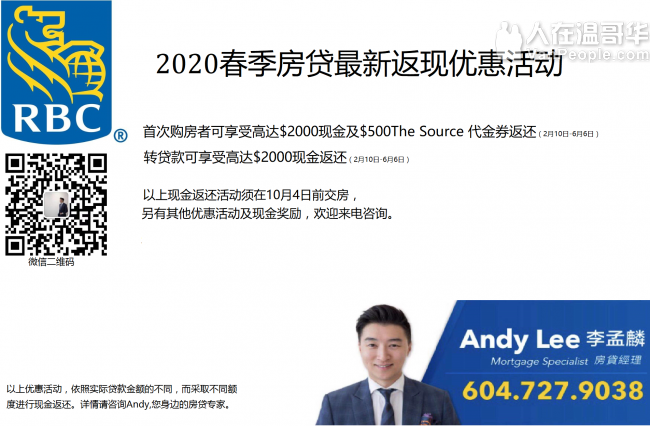 人在温哥华
VanPeople.com
RBC
®
2020春季房贷最新返现优惠活动
首次购房者可享受高达$2000现金及$500The Source 代金券返还（2月10日-6月6日）
转贷款可享受高达$2000现金返还（2月10日-6月6日）
以上现金返还活动须在10月4日前交房，
另有其他优惠活动及现金奖励，欢迎来电咨询。
微信二维码
Andy Lee 李孟麟
Mortgage Specialist 房貸經理
604.727.9038
以上优惠活动，依照实际贷款金额的不同，而采取不同额
度进行现金返还。详情请咨询Andy,您身边的房贷专家。